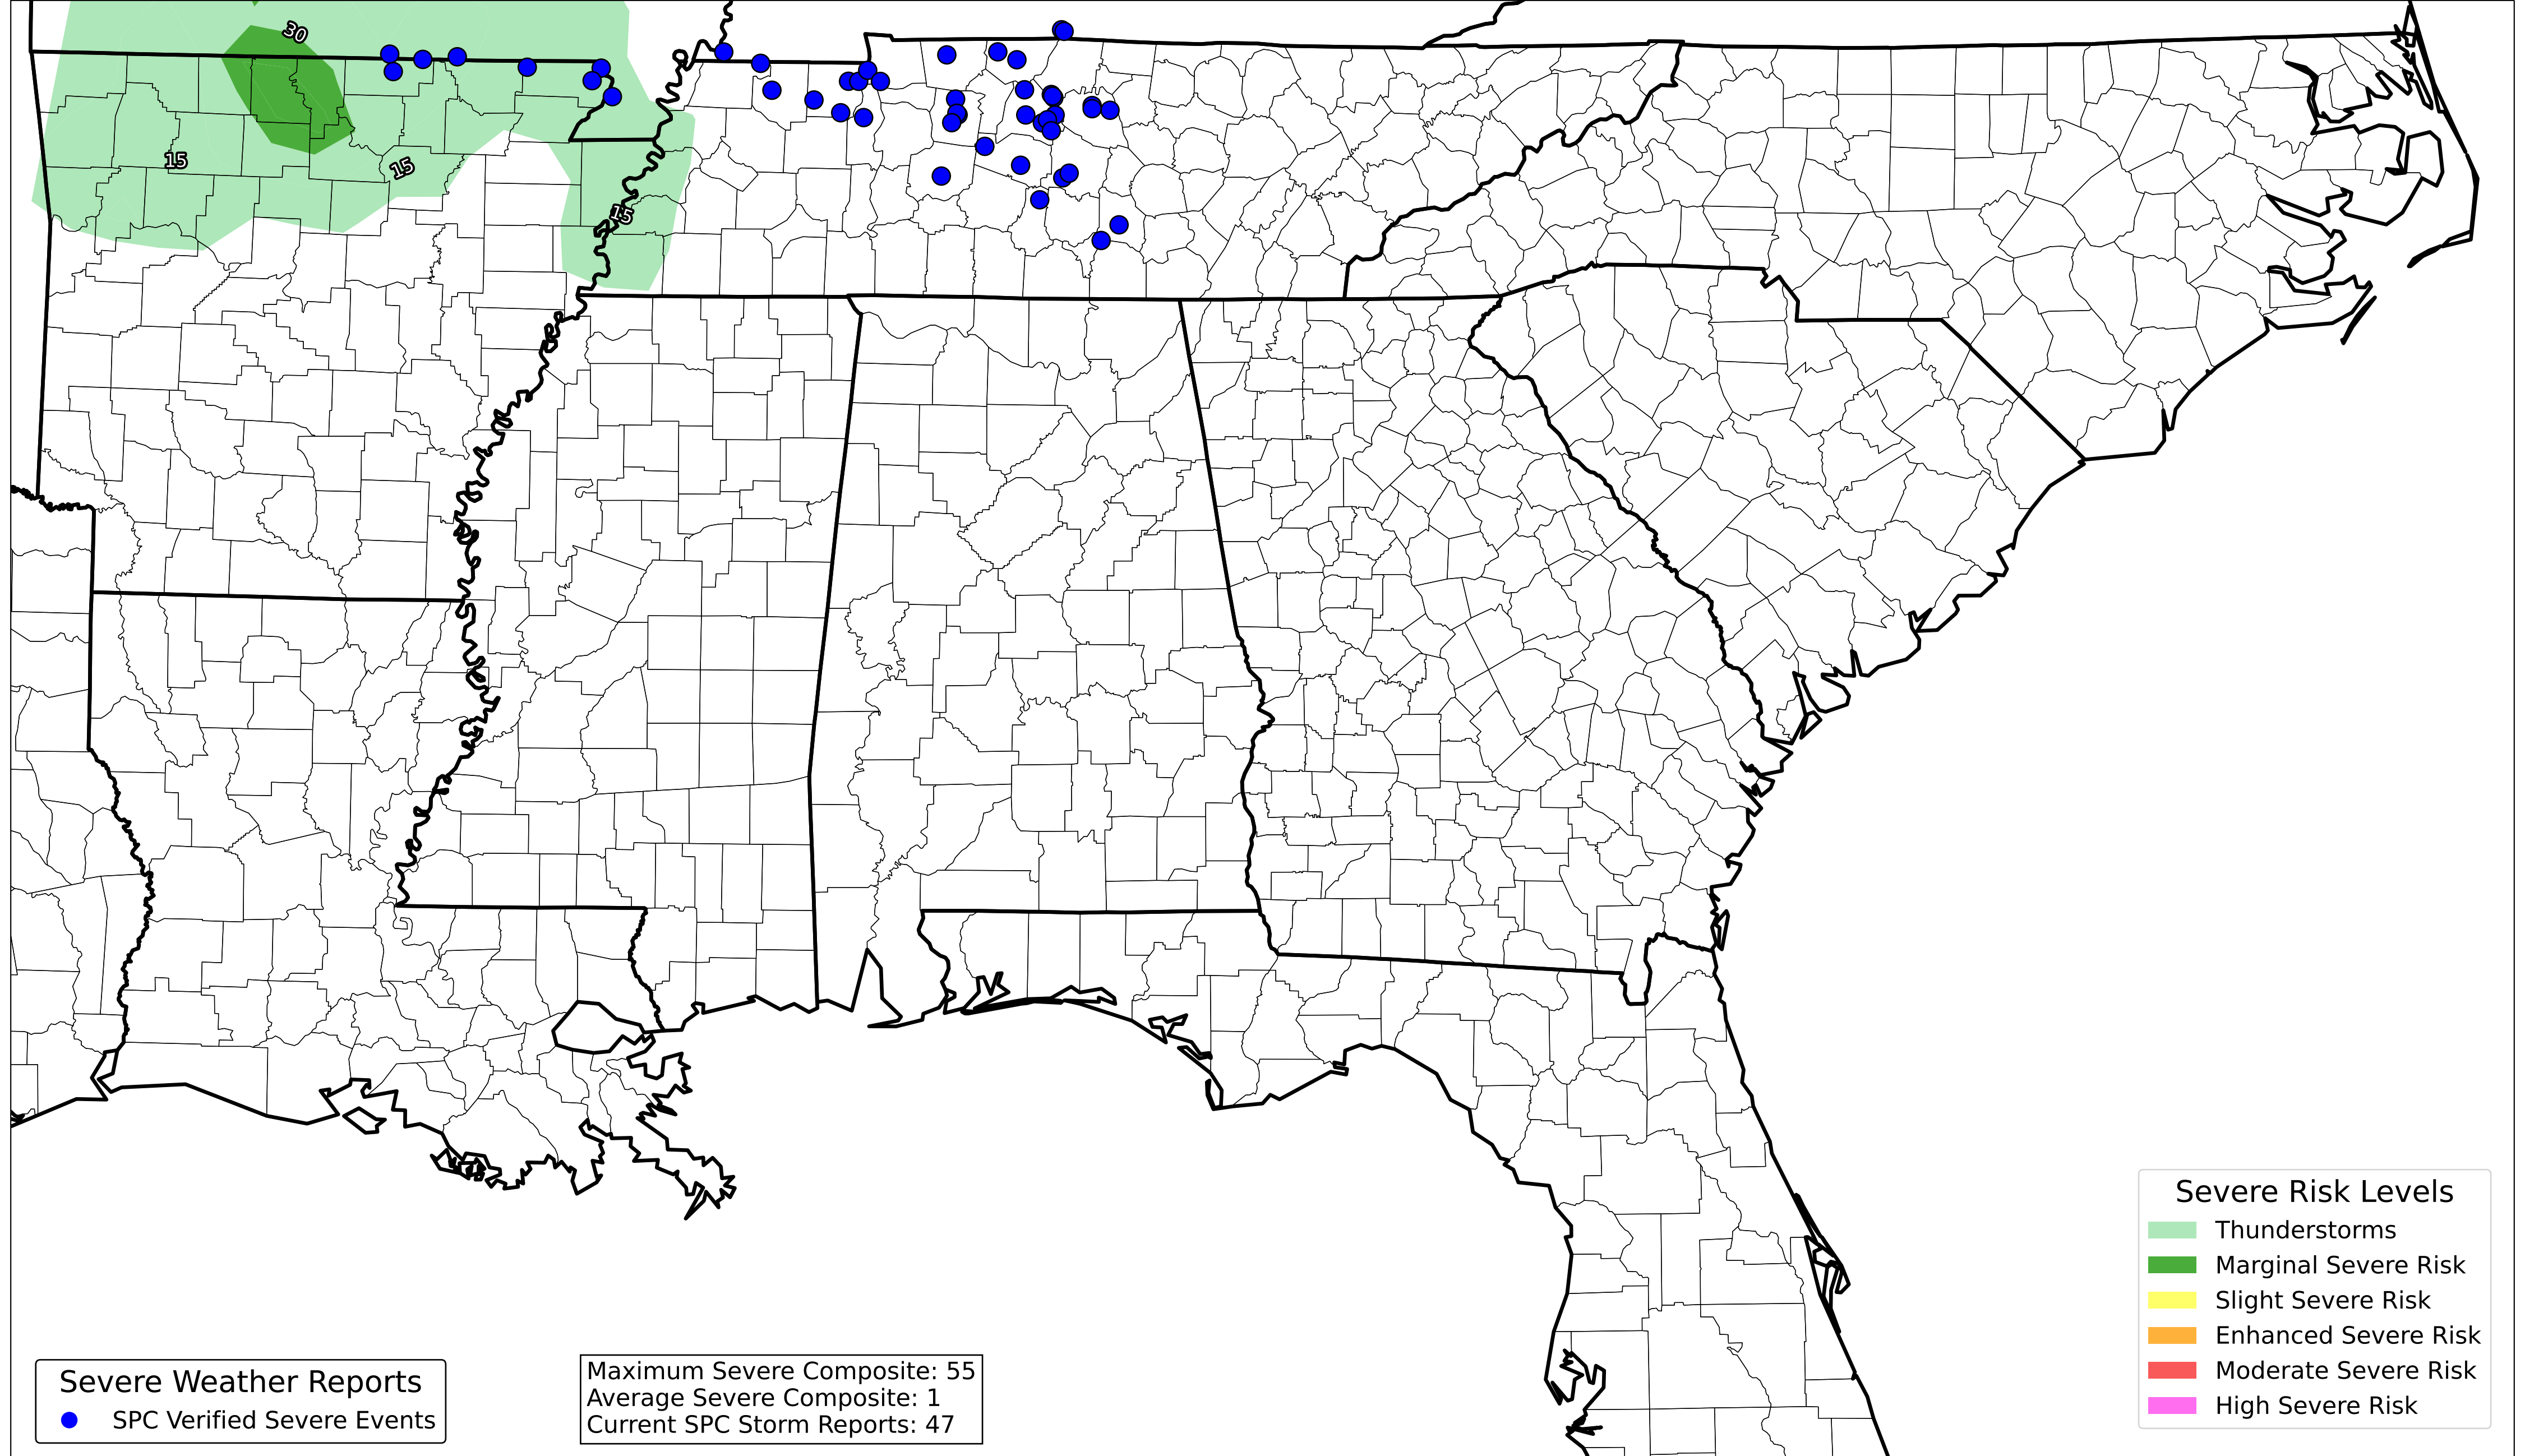 30
15
15
15
Severe Weather Reports
SPC Verified Severe Events
Maximum Severe Composite: 55
Average Severe Composite: 1
Current SPC Storm Reports: 47
Severe Risk Levels
Thunderstorms
Marginal Severe Risk
Slight Severe Risk
Enhanced Severe Risk
Moderate Severe Risk
High Severe Risk